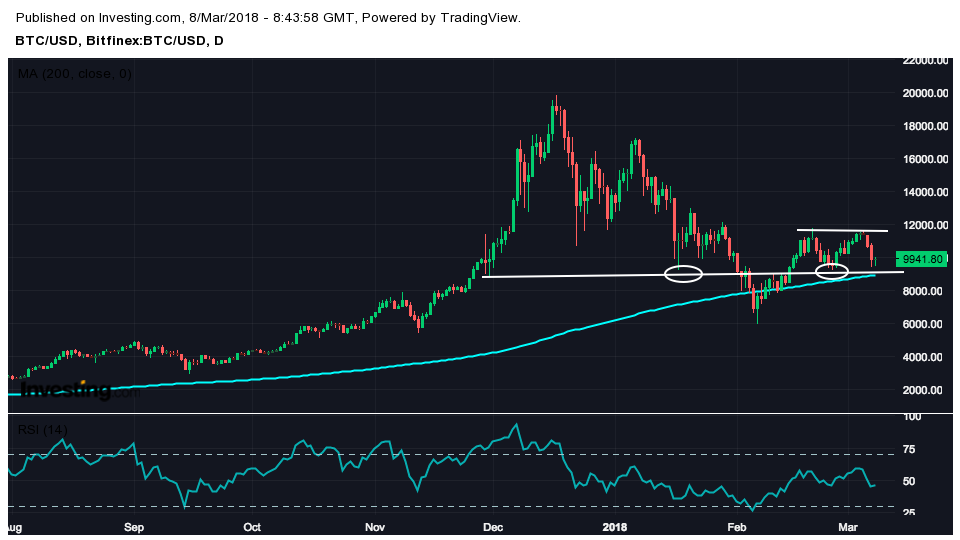 Published on Investing.com, 8/Mar/2018 - 8:43:58 GMT, Powered by TradingView.
BTC/USD, Bitfinex:BTC/USD, D
MA (200, close, 0)
22000.00
20000.00
18000.00
16000.00
14000.00
12000.00
9941.80
8000.00
6000.00
4000.00
2000.00
Investing.com
RSI (14)
100
75
50
25
Aug Sep Oct Nov Dec 2018 Feb Mar